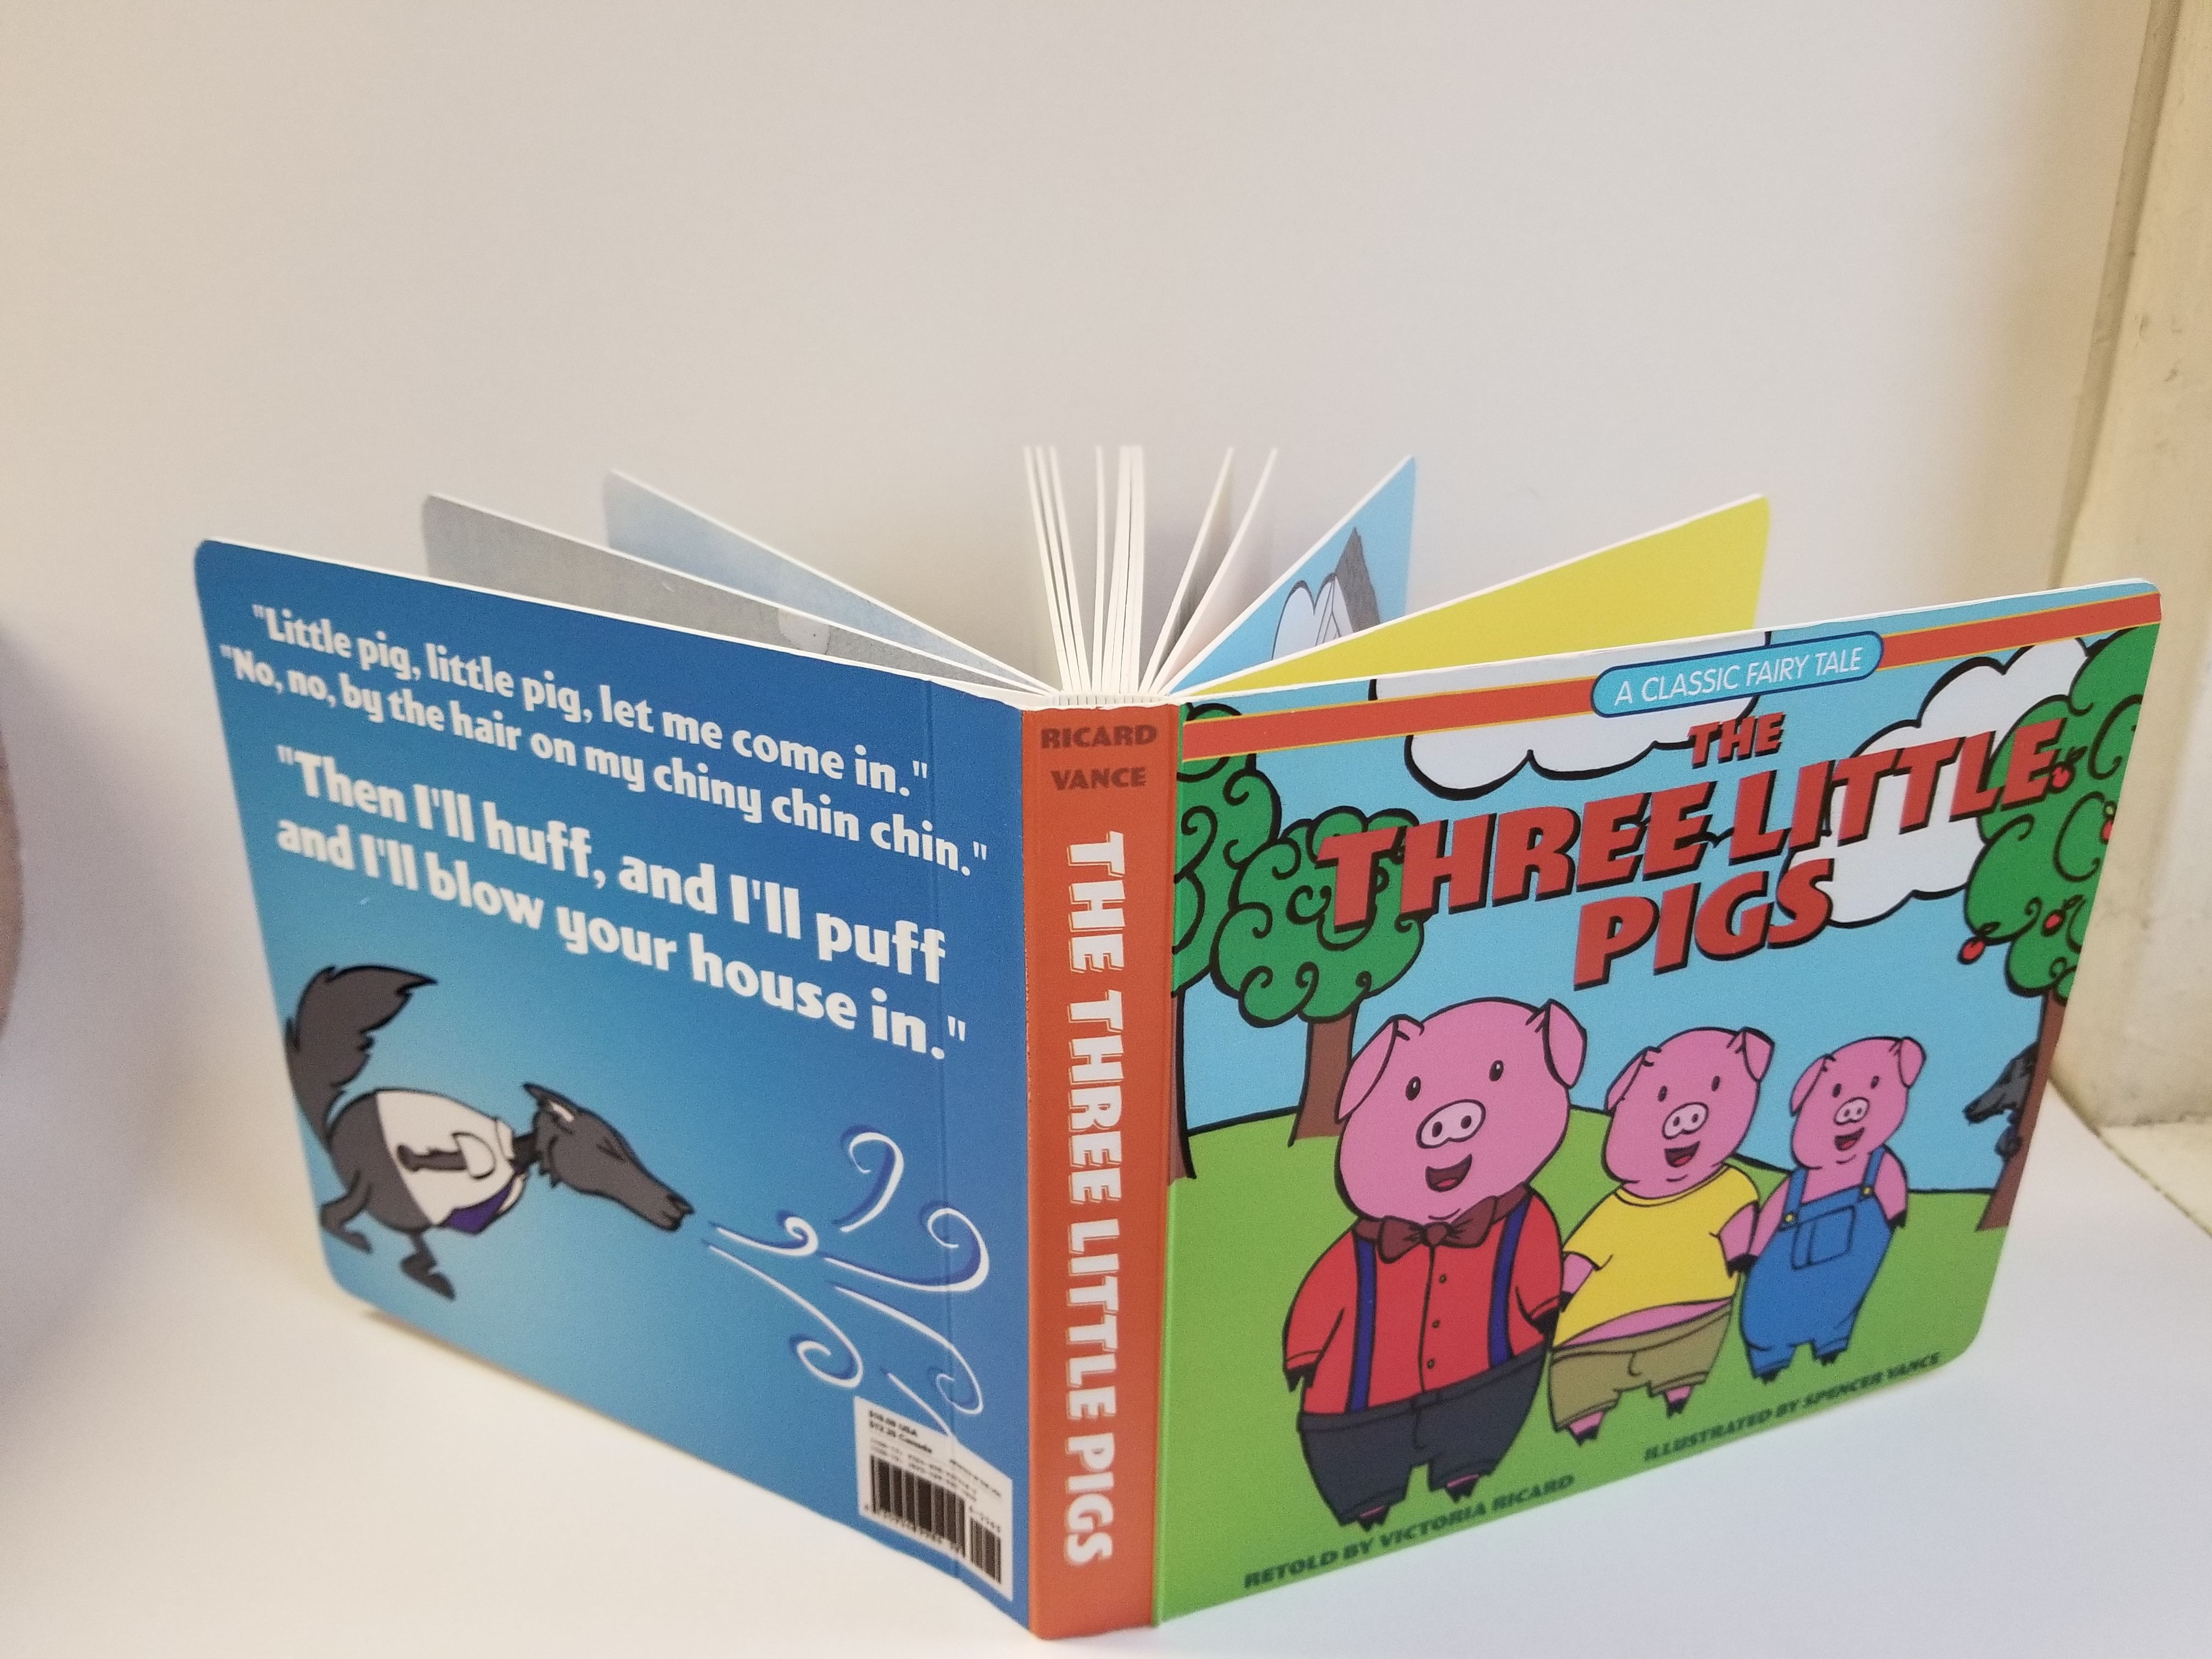 "Little pig, little pig, let me come in."
"No, no, by the hair on my chiny chin chin."
"Then I'll huff, and I'll puff
and I'll blow your house in."
RICARD
VANCE
THE THREE LITTLE PIGS
A CLASSIC FAIRY TALE
THE
THREE LITTLE
PIGS
RETOLD BY VICTORIA RICARD
ILLUSTRATED BY SPENCER VANCE